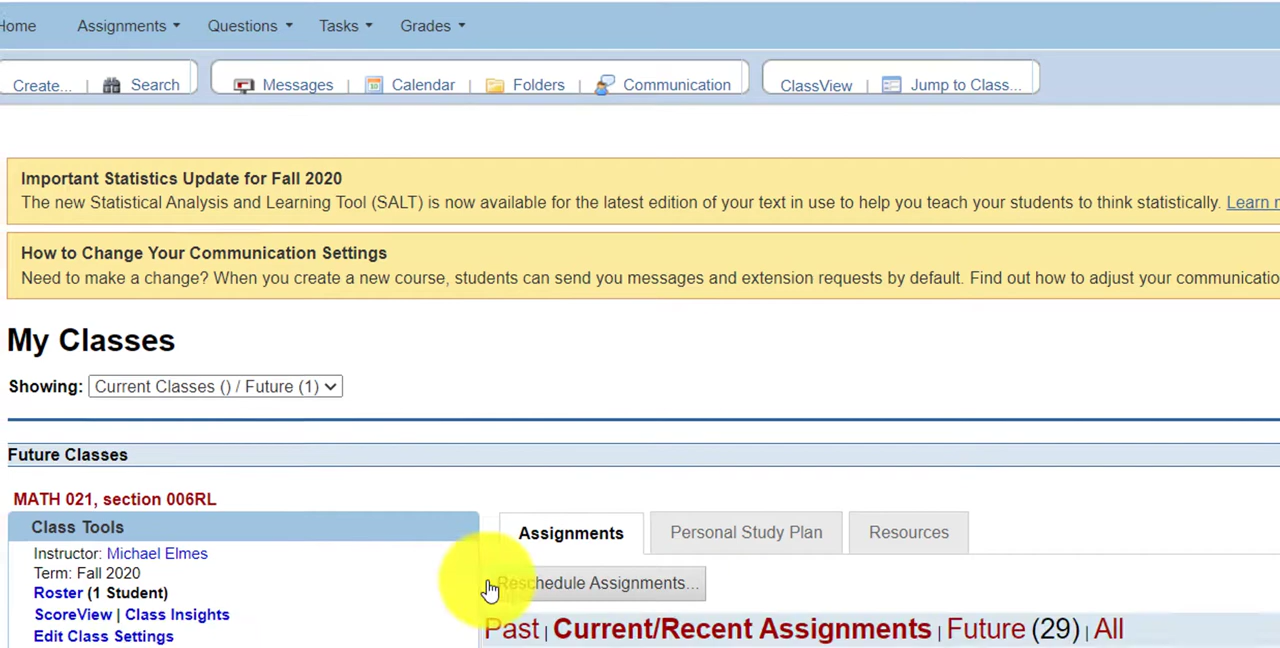 Home Assignments Questions Tasks Grades
Create... | Search Messages | Calendar | Folders | Communication ClassView | Jump to Class...
Important Statistics Update for Fall 2020
The new Statistical Analysis and Learning Tool (SALT) is now available for the latest edition of your text in use to help you teach your students to think statistically. Learn
How to Change Your Communication Settings
Need to make a change? When you create a new course, students can send you messages and extension requests by default. Find out how to adjust your
My Classes
Showing: Current Classes () / Future (1)
Future Classes
MATH 021, section 006RL
Class Tools
Assignments Personal Study Plan Resources
Instructor: Michael Elmes
Term: Fall 2020
Reschedule Assignments...
Roster (1 Student)
ScoreView | Class Insights
Past | Current/Recent Assignments | Future (29) | All
Edit Class Settings